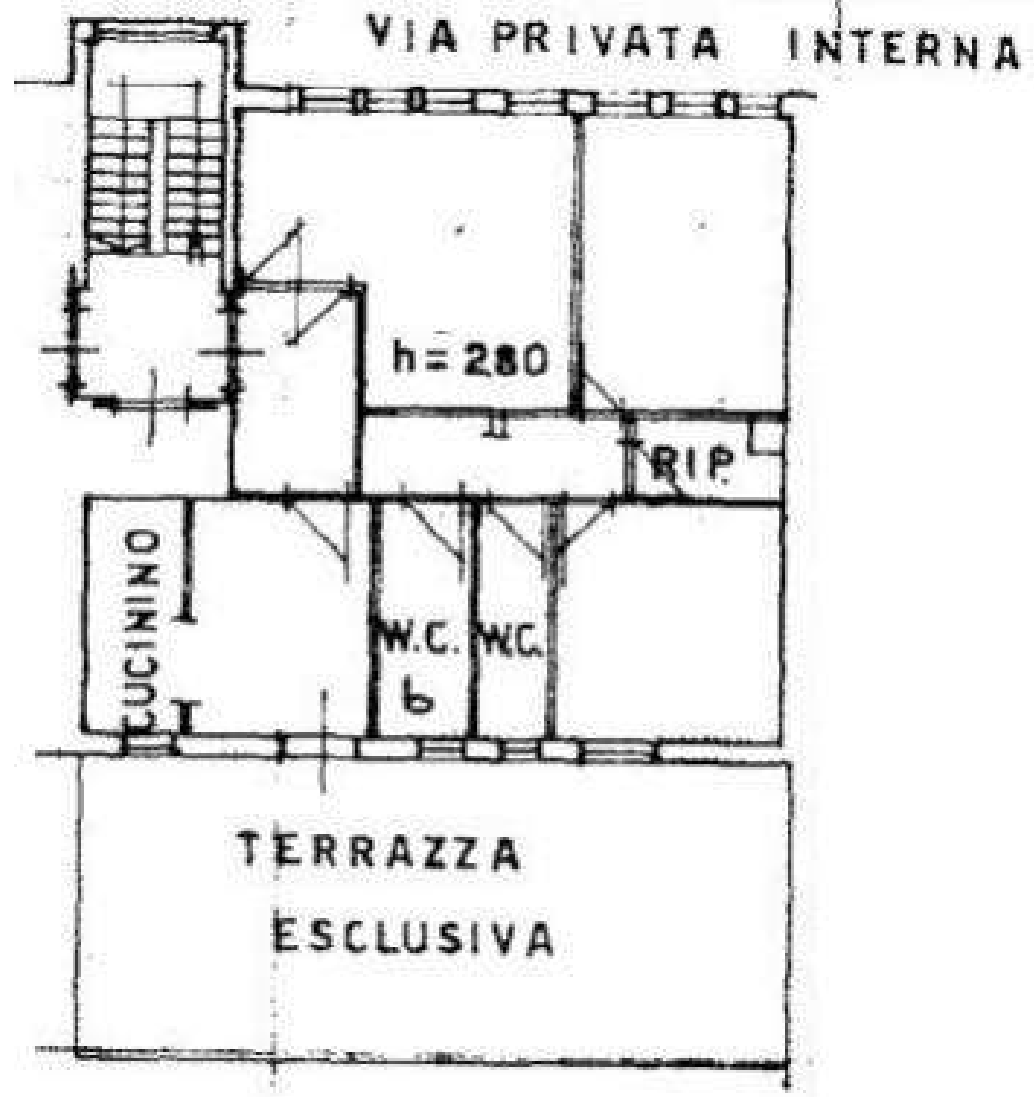 VIA PRIVATA INTERNA
h = 280
RIP.
CUCININO
W.C.
b
W.C.
TERRAZZA
ESCLUSIVA